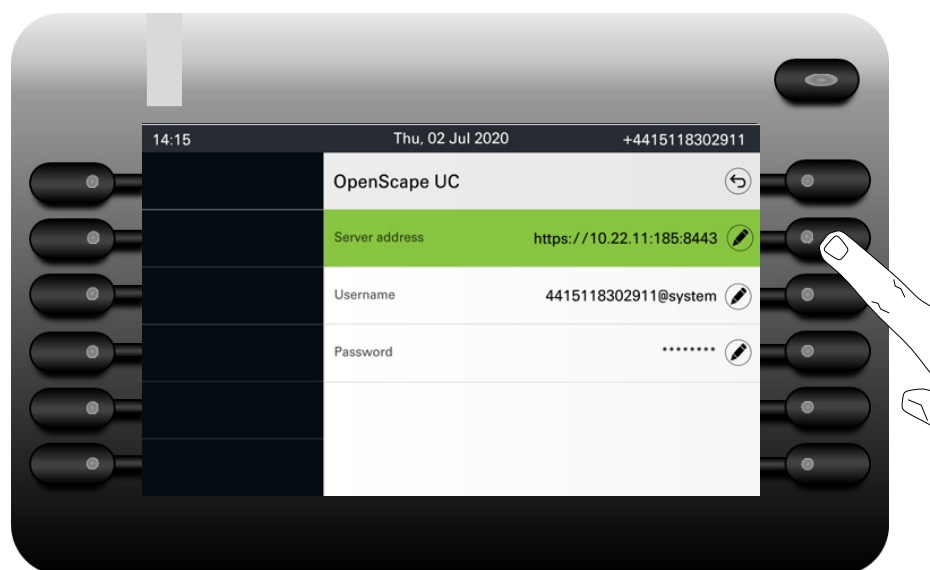 14:15 Thu, 02 Jul 2020 +4415118302911
OpenScape UC
Server address https://10.22.11:185:8443
Username 4415118302911@system
Password ••••••••